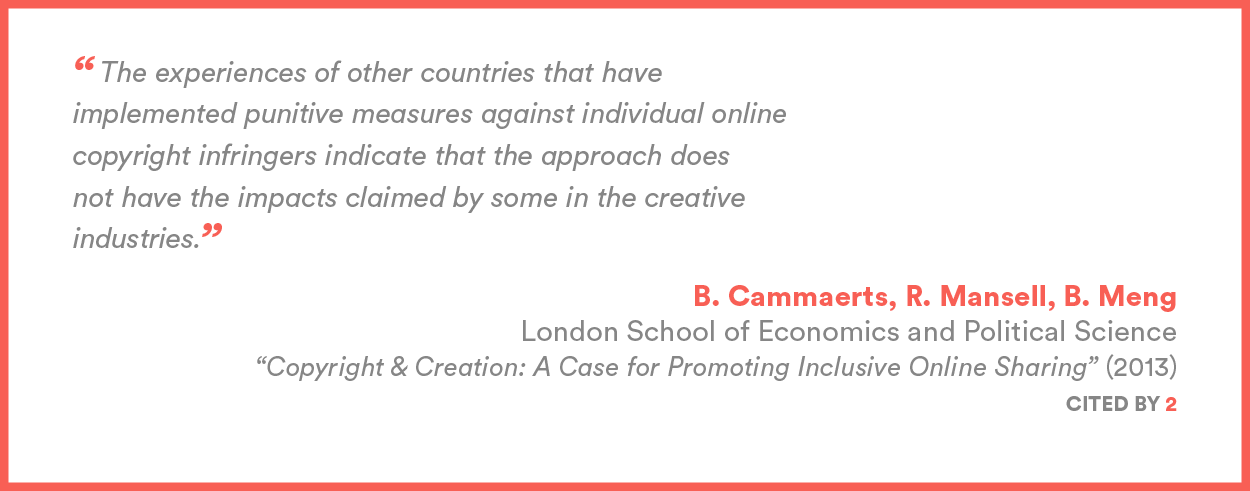 “ The experiences of other countries that have
implemented punitive measures against individual online
copyright infringers indicate that the approach does
not have the impacts claimed by some in the creative
industries.”
B. Cammaerts, R. Mansell, B. Meng
London School of Economics and Political Science
“Copyright & Creation: A Case for Promoting Inclusive Online Sharing” (2013)
CITED BY 2